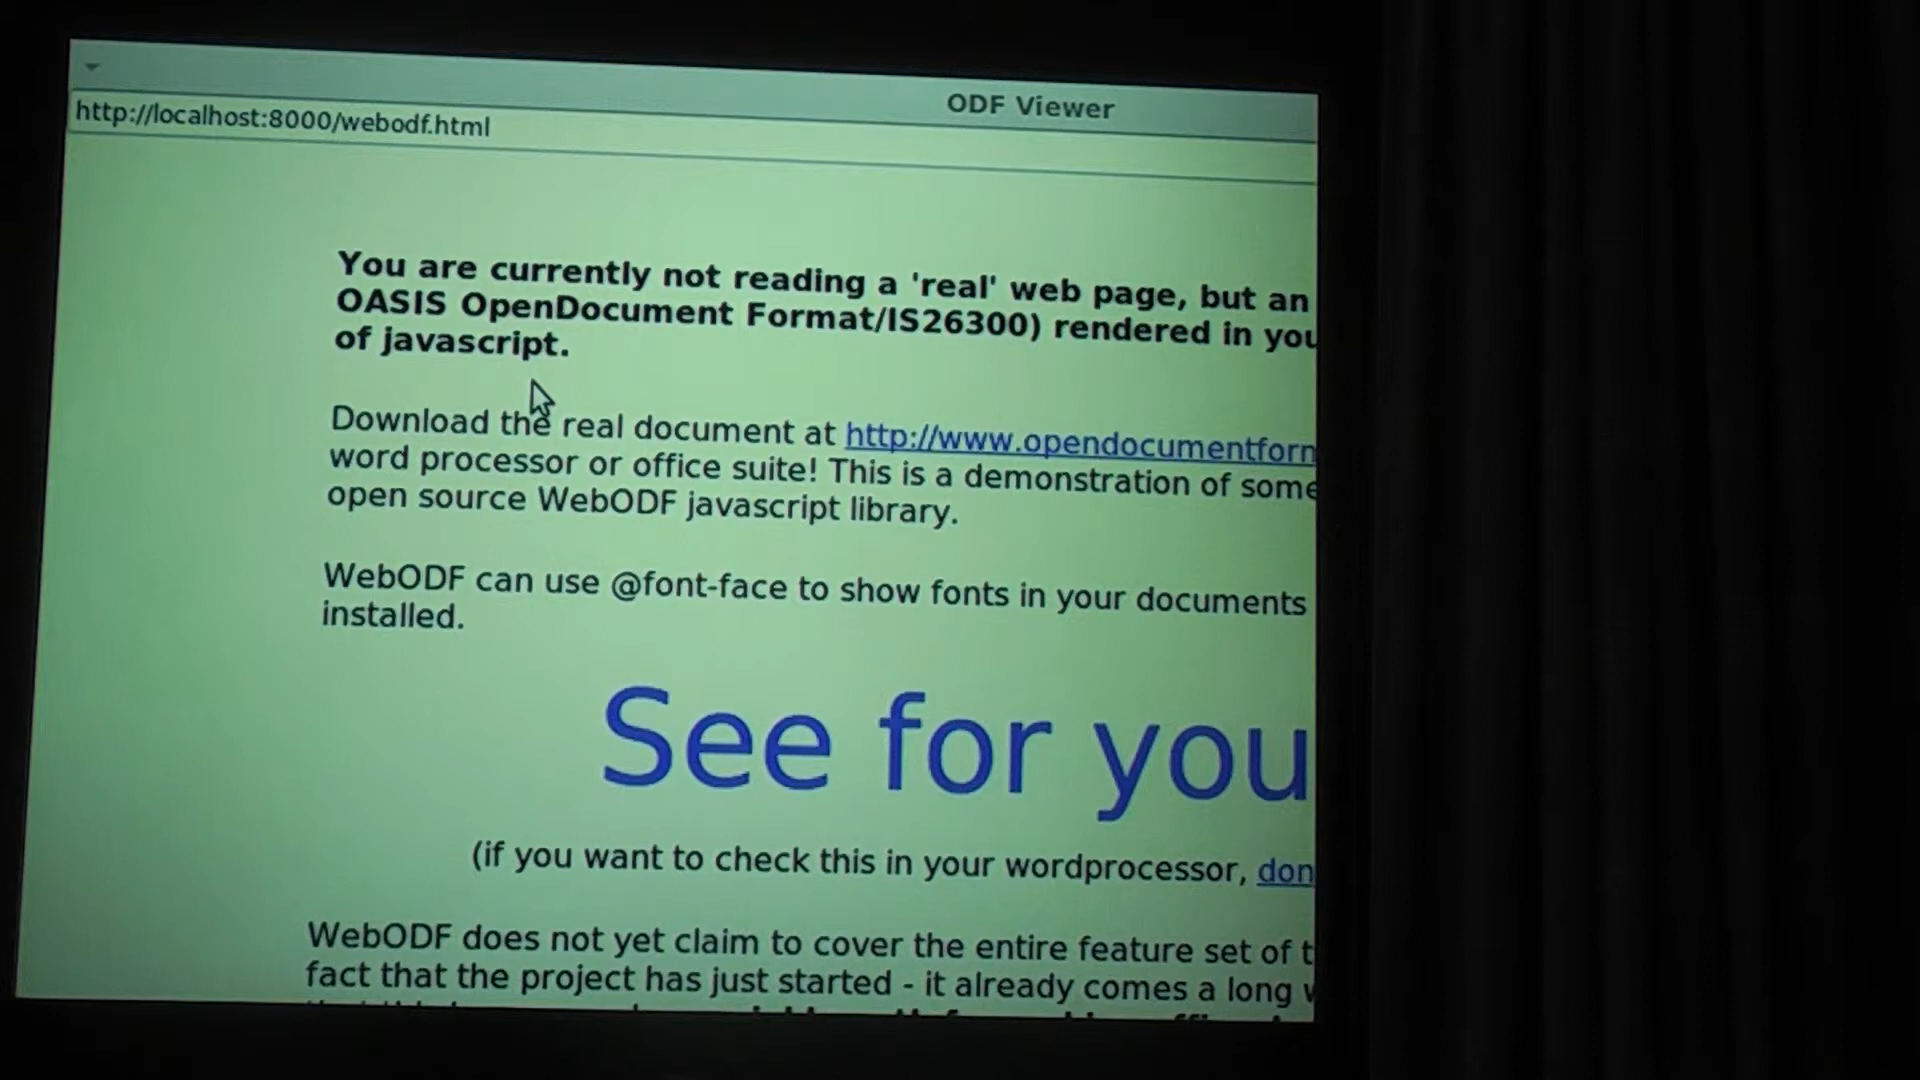 ODF Viewer
http://localhost:8000/webodf.html
You are currently not reading a 'real' web page, but an
OASIS OpenDocument Format/IS26300) rendered in you
of javascript.
Download the real document at http://www.opendocumentforn
word processor or office suite! This is a demonstration of some
open source WebODF javascript library.
WebODF can use @font-face to show fonts in your documents
installed.
See for you
(if you want to check this in your wordprocessor, don
WebODF does not yet claim to cover the entire feature set of t
fact that the project has just started - it already comes a long